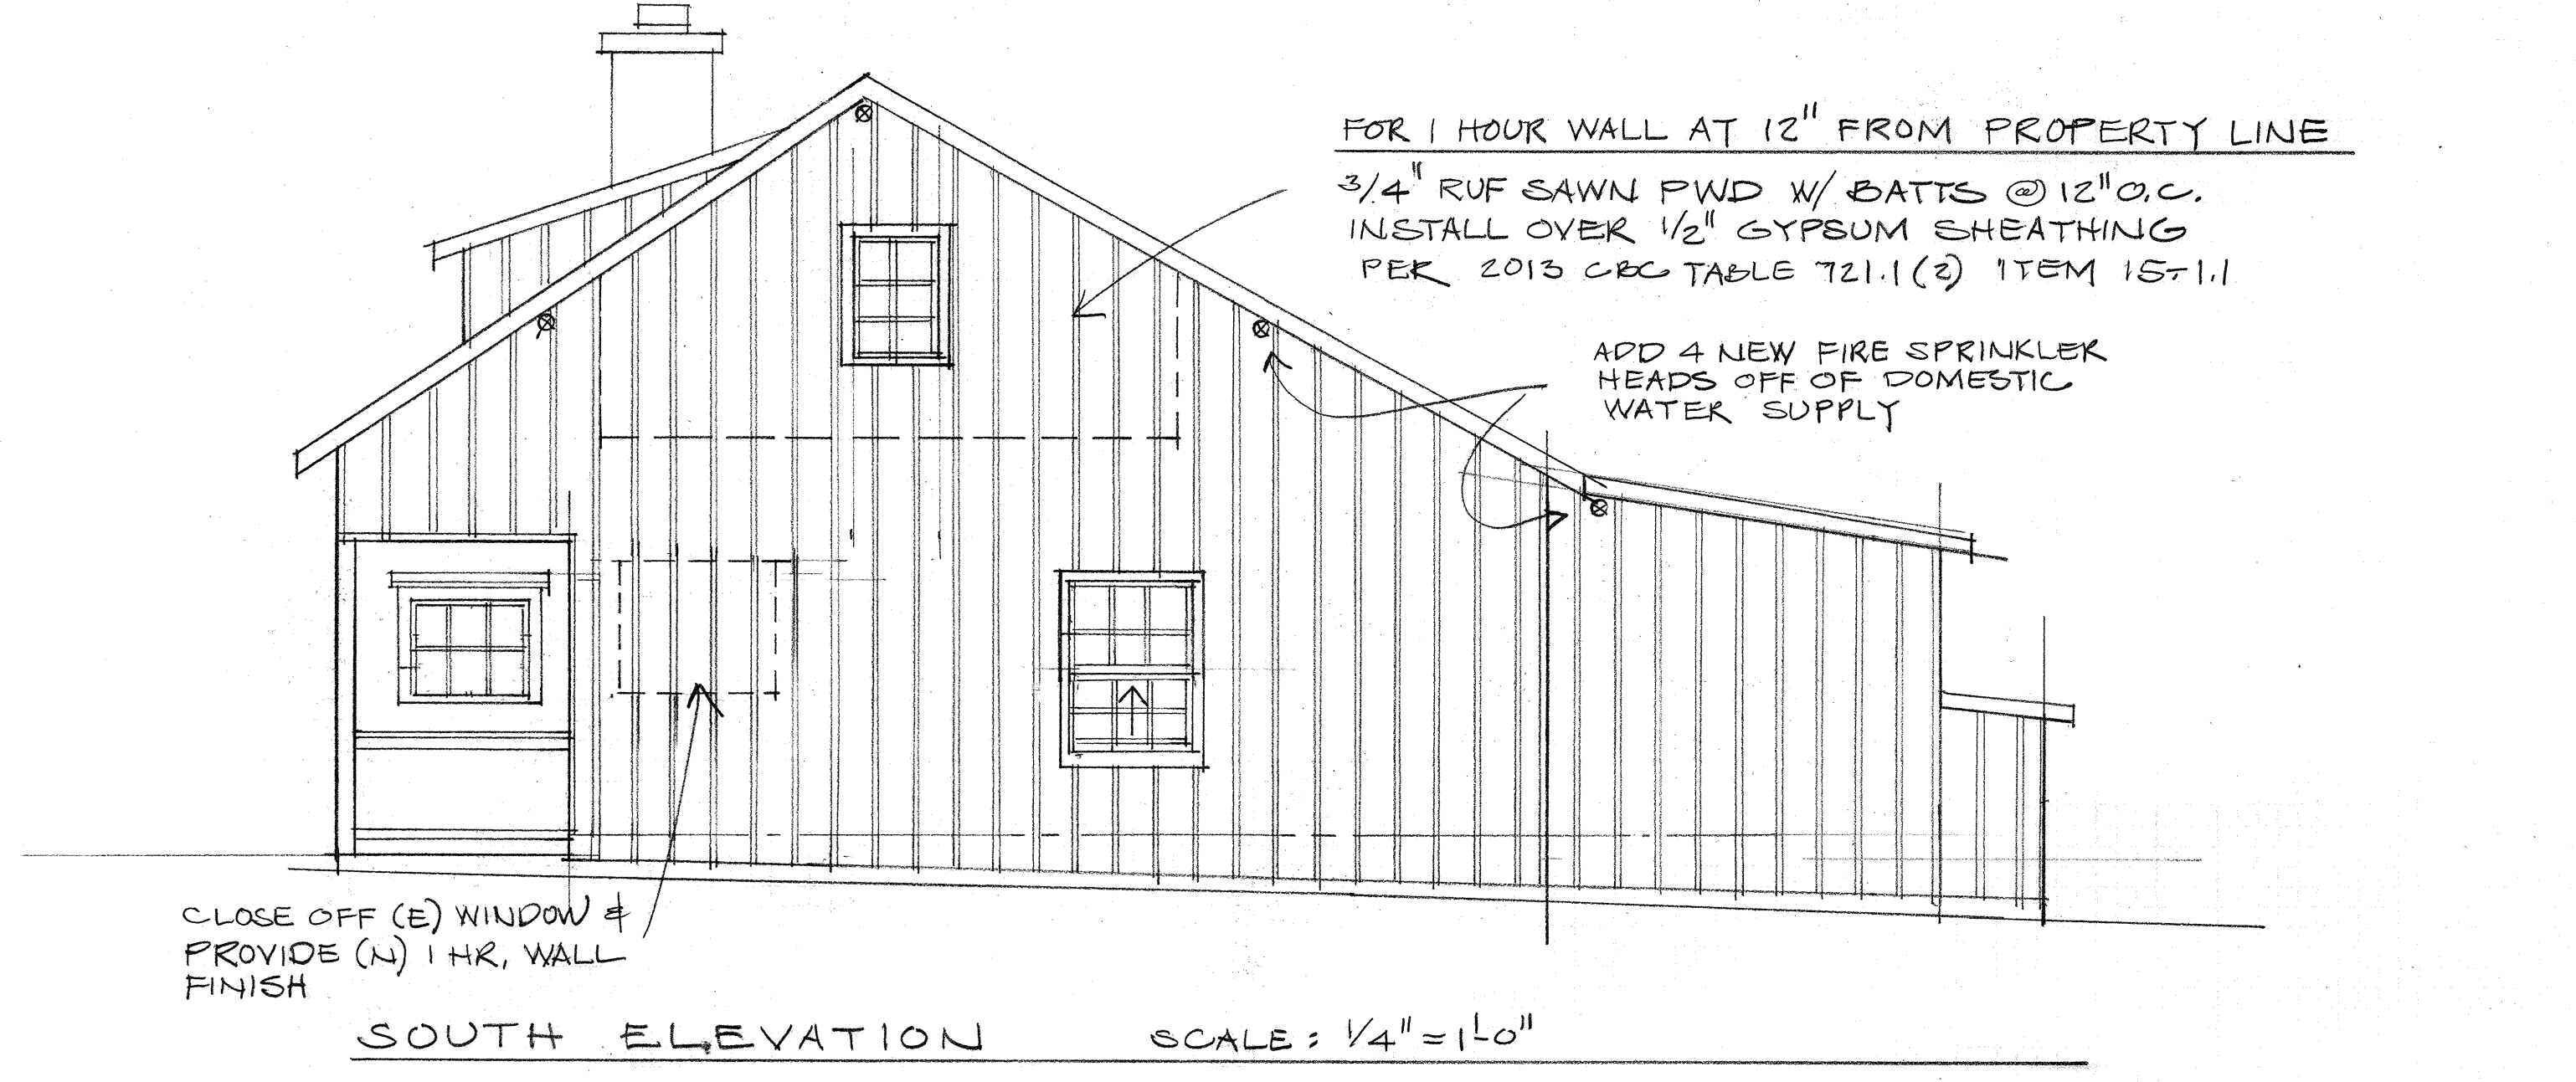 FOR 1 HOUR WALL AT 12" FROM PROPERTY LINE
3/4" RUF SAWN PWD W/ BATTS @ 12" O.C.
INSTALL OVER 1/2" GYPSUM SHEATHING
PER 2013 CBC TABLE 721.1(2) ITEM 15-1.1
ADD 4 NEW FIRE SPRINKLER
HEADS OFF OF DOMESTIC
WATER SUPPLY
CLOSE OFF (E) WINDOW &
PROVIDE (N) 1 HR, WALL
FINISH
SOUTH ELEVATION SCALE: 1/4" = 1'-0"